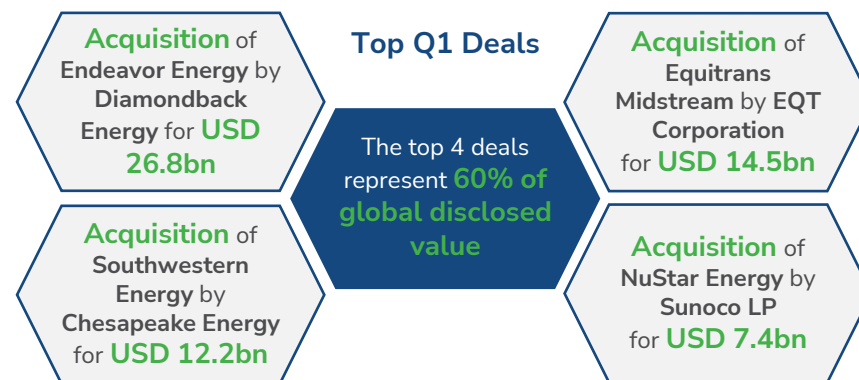 Top Q1 Deals
Acquisition of
Endeavor Energy by
Diamondback
Energy for USD
26.8bn
Acquisition of
Equitrans
Midstream by EQT
Corporation
for USD 14.5bn
The top 4 deals
represent 60% of
global disclosed
value
Acquisition of
Southwestern
Energy by
Chesapeake Energy
for USD 12.2bn
Acquisition of
NuStar Energy by
Sunoco LP
for USD 7.4bn